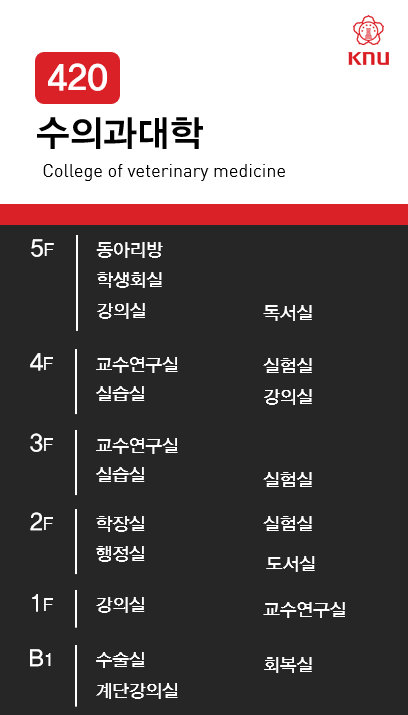 KNU
420
수의과대학
College of veterinary medicine
5F 동아리방
학생회실
강의실 독서실
4F 교수연구실 실험실
실습실 강의실
3F 교수연구실
실습실 실험실
2F 학장실 실험실
행정실 도서실
1F 강의실 교수연구실
B1 수술실 회복실
계단강의실